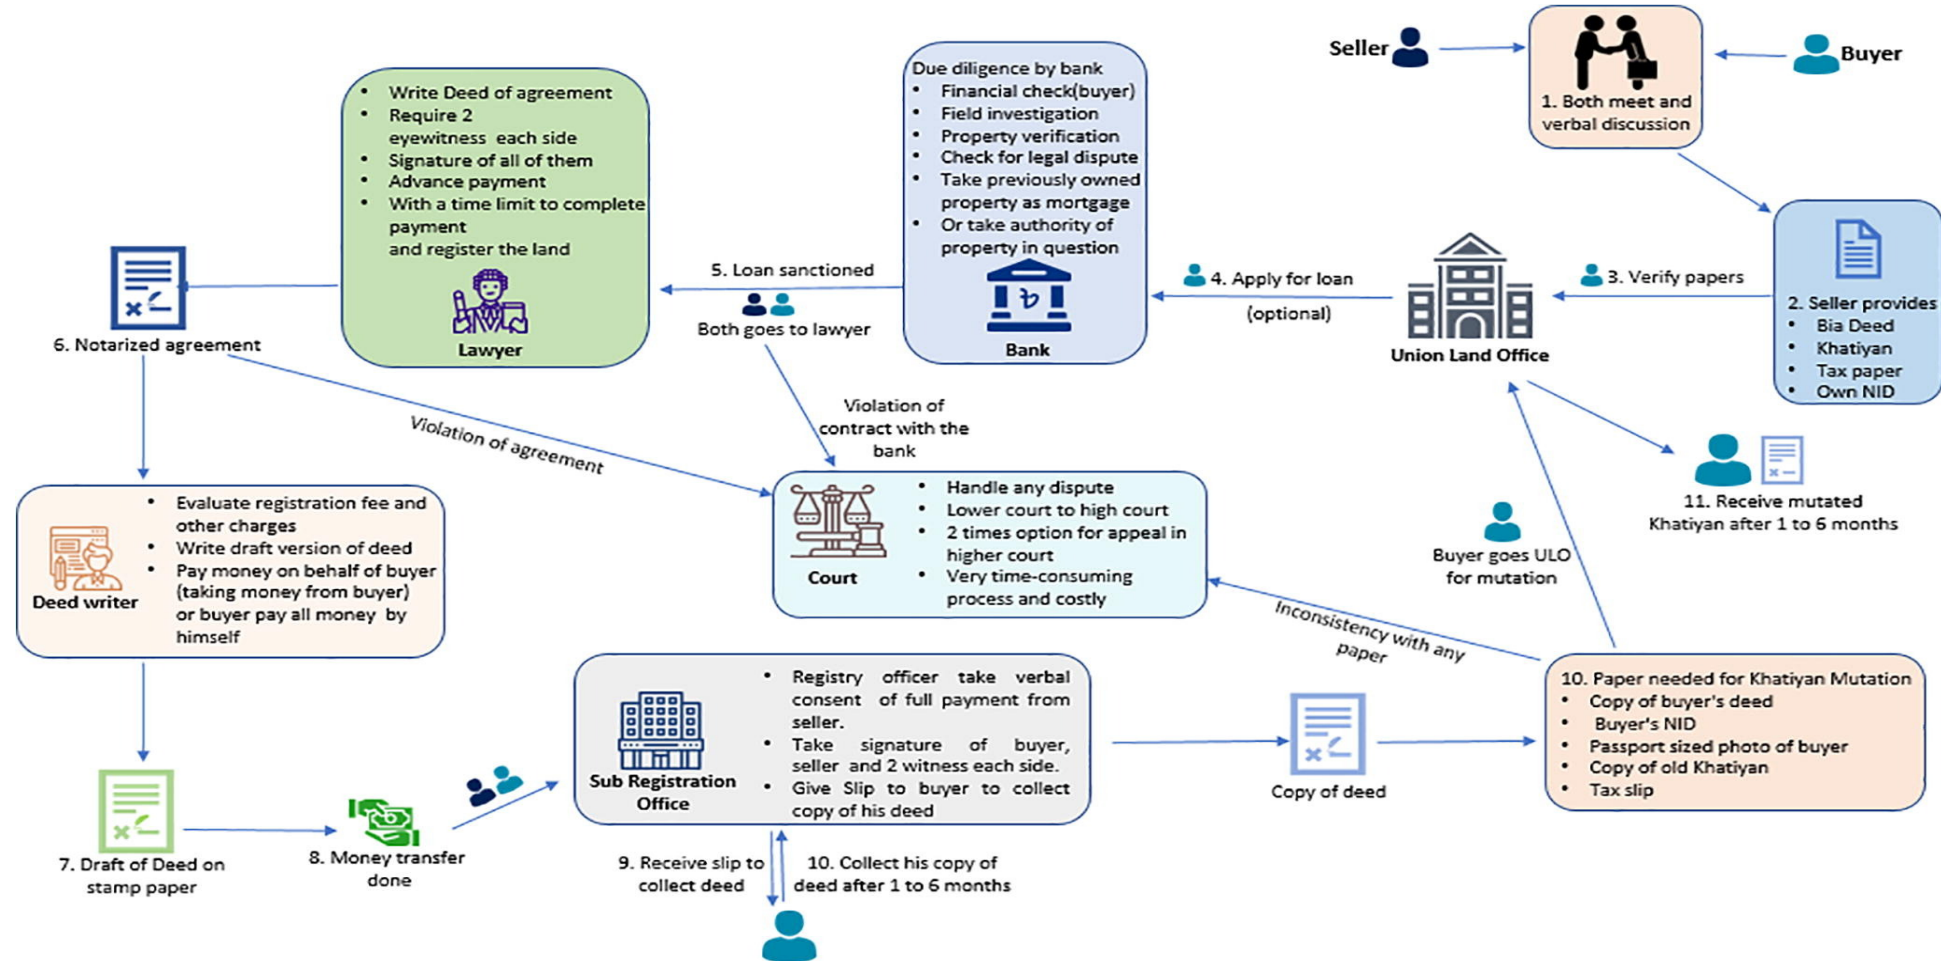 Seller
Buyer
1. Both meet and
verbal discussion
2. Seller provides
• Bia Deed
• Khatiyan
• Tax paper
• Own NID
3. Verify papers
Union Land Office
4. Apply for loan
(optional)
Due diligence by bank
• Financial check(buyer)
• Field investigation
• Property verification
• Check for legal dispute
• Take previously owned
property as mortgage
• Or take authority of
property in question
৳
Bank
5. Loan sanctioned
Both goes to lawyer
• Write Deed of agreement
• Require 2
eyewitness each side
• Signature of all of them
• Advance payment
• With a time limit to complete
payment
and register the land
Lawyer
6. Notarized agreement
Violation of agreement
Violation of
contract with the
bank
• Handle any dispute
• Lower court to high court
• 2 times option for appeal in
higher court
• Very time-consuming
process and costly
Court
• Evaluate registration fee and
other charges
• Write draft version of deed
• Pay money on behalf of buyer
(taking money from buyer)
or buyer pay all money by
himself
Deed writer
7. Draft of Deed on
stamp paper
8. Money transfer
done
• Registry officer take verbal
consent of full payment from
seller.
• Take signature of buyer,
seller and 2 witness each side.
• Give Slip to buyer to collect
copy of his deed
Sub Registration
Office
9. Receive slip to
collect deed
10. Collect his copy of
deed after 1 to 6 months
Copy of deed
10. Paper needed for Khatiyan Mutation
• Copy of buyer's deed
• Buyer's NID
• Passport sized photo of buyer
• Copy of old Khatiyan
• Tax slip
Inconsistency with any
paper
Buyer goes ULO
for mutation
11. Receive mutated
Khatiyan after 1 to 6 months